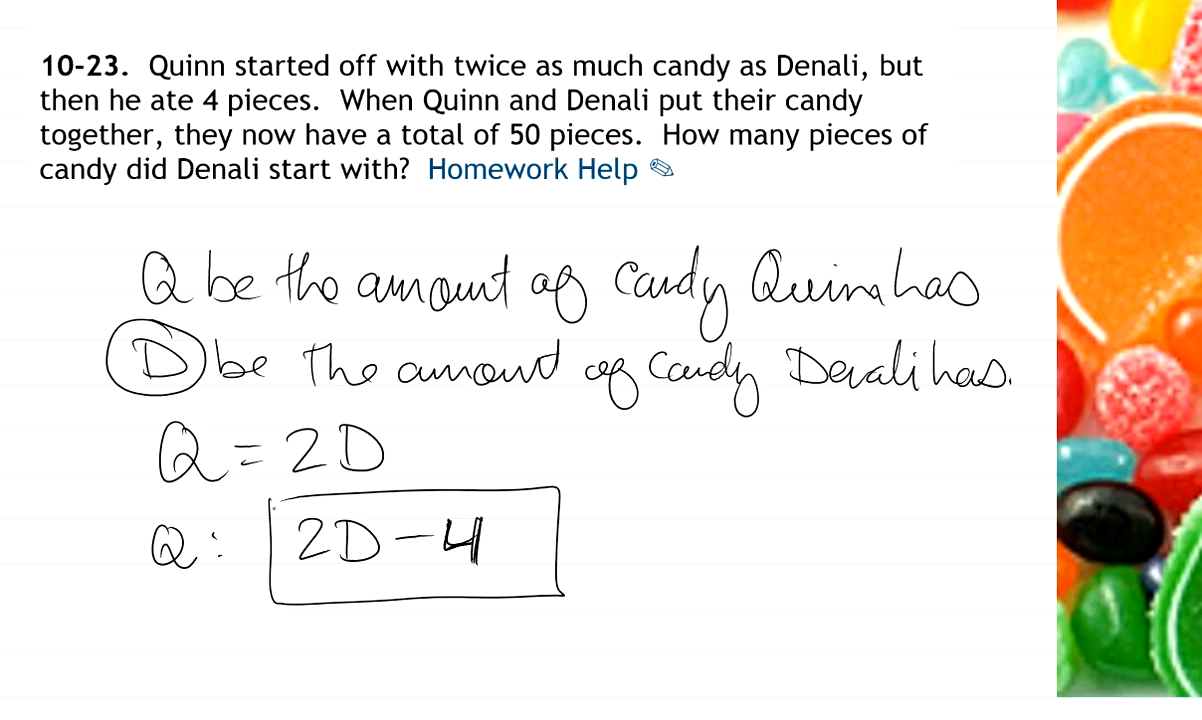 10-23. Quinn started off with twice as much candy as Denali, but
then he ate 4 pieces. When Quinn and Denali put their candy
together, they now have a total of 50 pieces. How many pieces of
candy did Denali start with? Homework Help ✎
Q be the amount of candy Quinn has
D be the amount of candy Denali has.
Q = 2D
Q: 2D-4